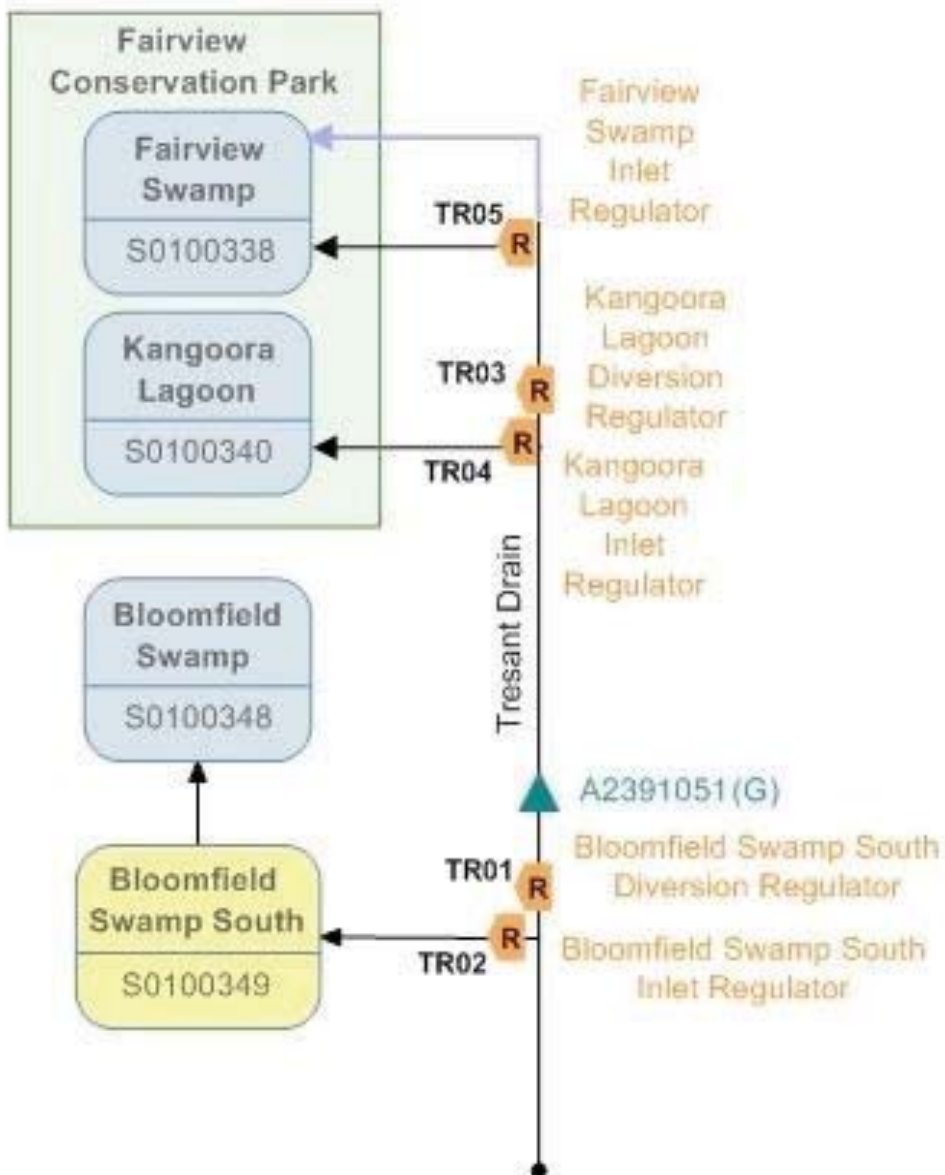 Fairview
Conservation Park
Fairview
Swamp
S0100338
Kangoora
Lagoon
S0100340
Bloomfield
Swamp
S0100348
Bloomfield
Swamp South
S0100349
TR05
R
Fairview
Swamp
Inlet
Regulator
TR03
R
Kangoora
Lagoon
Diversion
Regulator
R
TR04
Kangoora
Lagoon
Inlet
Regulator
Tresant Drain
A2391051(G)
TR01
R
Bloomfield Swamp South
Diversion Regulator
R
TR02
Bloomfield Swamp South
Inlet Regulator